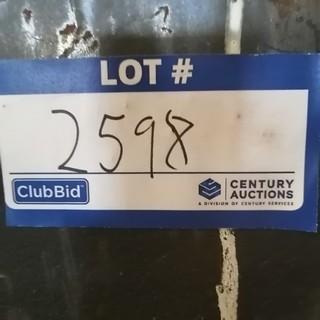 LOT #
2598
ClubBid
CENTURY
AUCTIONS
A DIVISION OF CENTURY SERVICES